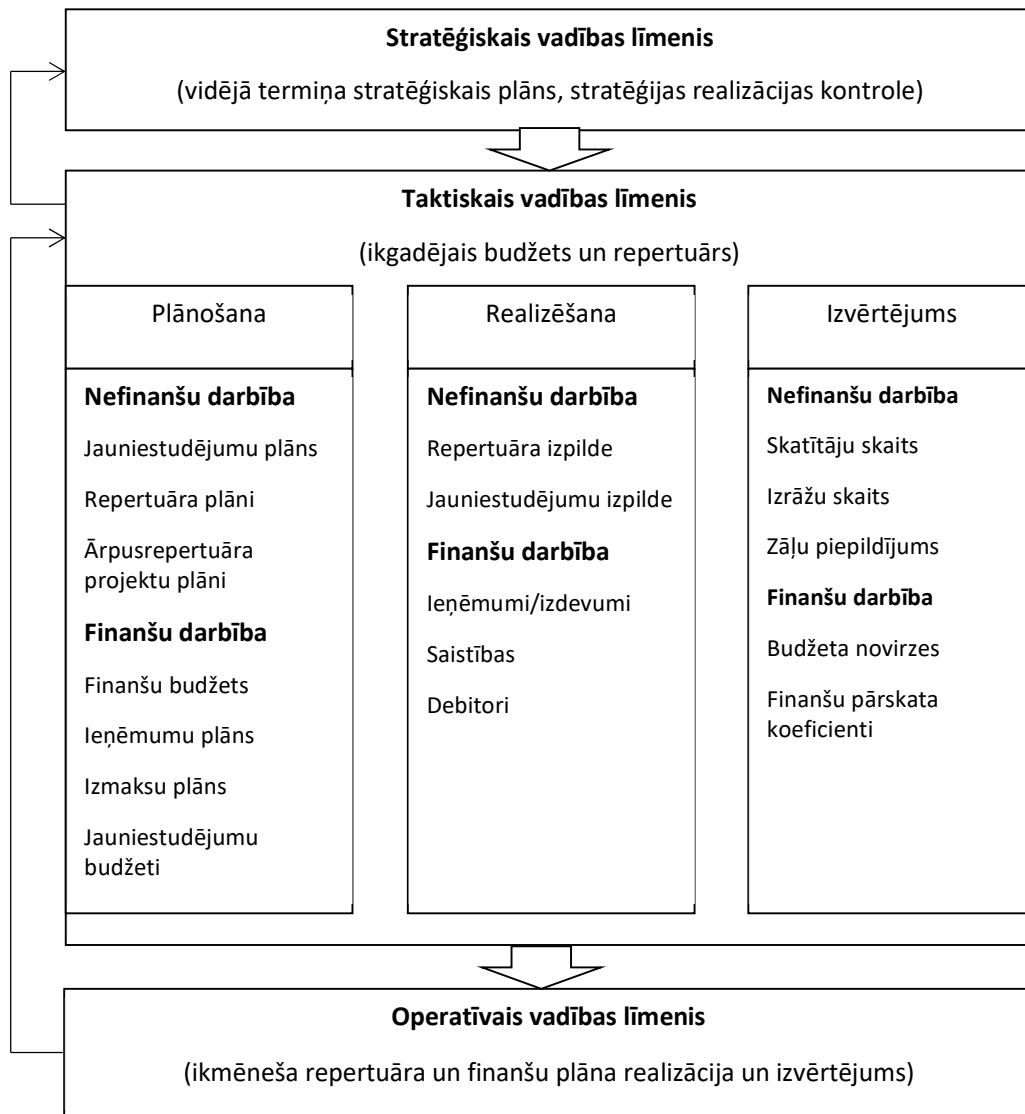 Stratēģiskais vadības līmenis
(vidējā termiņa stratēģiskais plāns, stratēģijas realizācijas kontrole)
Taktiskais vadības līmenis
(ikgadējais budžets un repertuārs)
Plānošana
Nefinanšu darbība
Jauniestudējumu plāns
Repertuāra plāni
Ārpusrepertuāra
projektu plāni
Finanšu darbība
Finanšu budžets
Ieņēmumu plāns
Izmaksu plāns
Jauniestudējumu
budžeti
Realizēšana
Nefinanšu darbība
Repertuāra izpilde
Jauniestudējumu izpilde
Finanšu darbība
Ieņēmumi/izdevumi
Saistības
Debitori
Izvērtējums
Nefinanšu darbība
Skatītāju skaits
Izrāžu skaits
Zāļu piepildījums
Finanšu darbība
Budžeta novirzes
Finanšu pārskata
koeficienti
Operatīvais vadības līmenis
(ikmēneša repertuāra un finanšu plāna realizācija un izvērtējums)